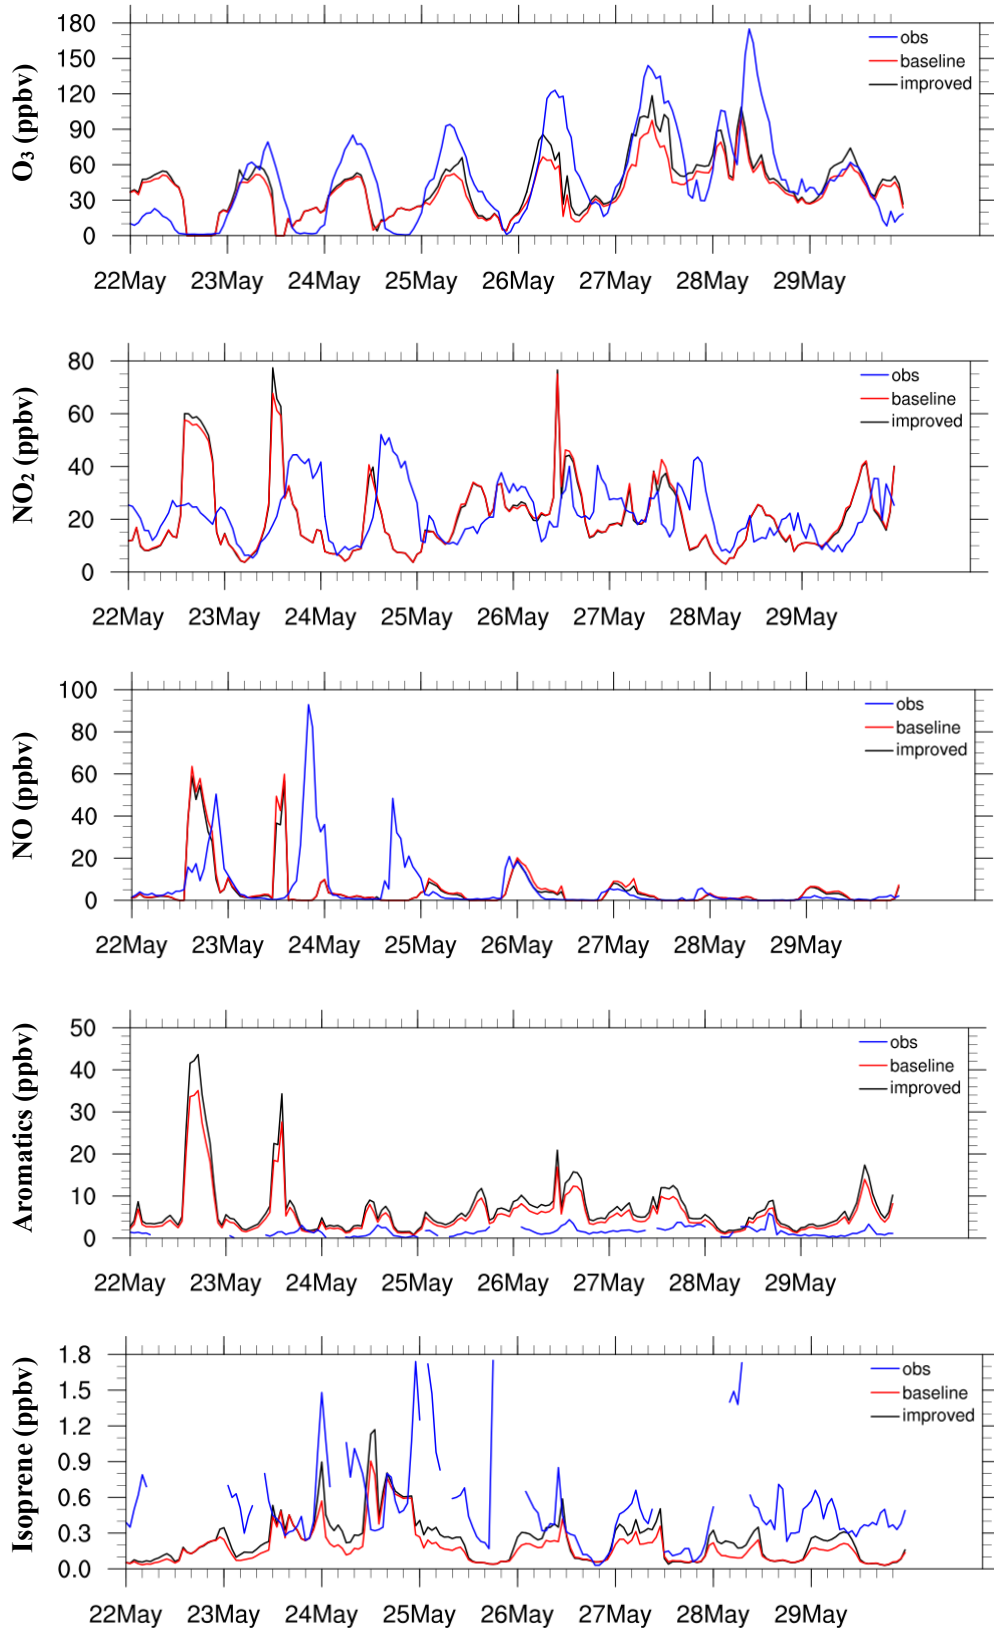 O₃ (ppbv)
180
150
120
90
60
30
0
obs
baseline
improved
22May 23May 24May 25May 26May 27May 28May 29May
NO₂ (ppbv)
80
60
40
20
0
obs
baseline
improved
22May 23May 24May 25May 26May 27May 28May 29May
NO (ppbv)
100
80
60
40
20
0
obs
baseline
improved
22May 23May 24May 25May 26May 27May 28May 29May
Aromatics (ppbv)
50
40
30
20
10
0
obs
baseline
improved
22May 23May 24May 25May 26May 27May 28May 29May
Isoprene (ppbv)
1.8
1.5
1.2
0.9
0.6
0.3
0.0
obs
baseline
improved
22May 23May 24May 25May 26May 27May 28May 29May